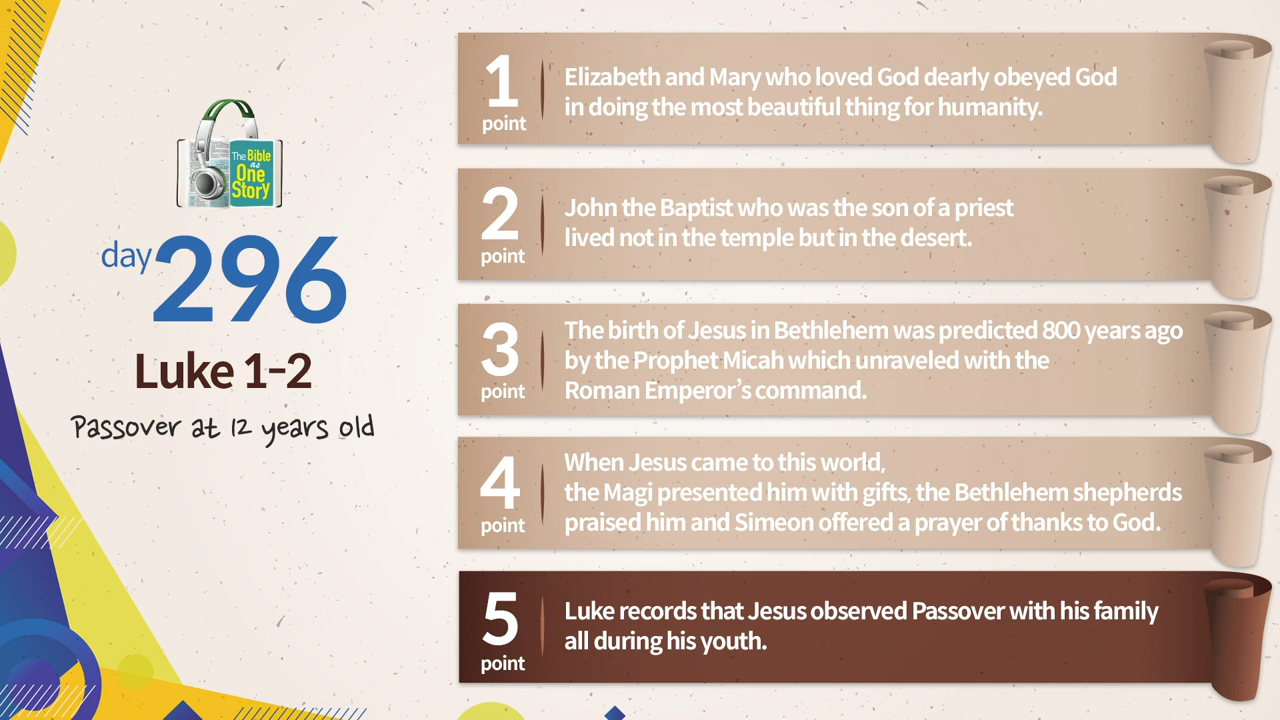 The Bible
as
One
Story
day 296
Luke 1-2
Passover at 12 years old
1
point
Elizabeth and Mary who loved God dearly obeyed God
in doing the most beautiful thing for humanity.
2
point
John the Baptist who was the son of a priest
lived not in the temple but in the desert.
3
point
The birth of Jesus in Bethlehem was predicted 800 years ago
by the Prophet Micah which unraveled with the
Roman Emperor’s command.
4
point
When Jesus came to this world,
the Magi presented him with gifts, the Bethlehem shepherds
praised him and Simeon offered a prayer of thanks to God.
5
point
Luke records that Jesus observed Passover with his family
all during his youth.